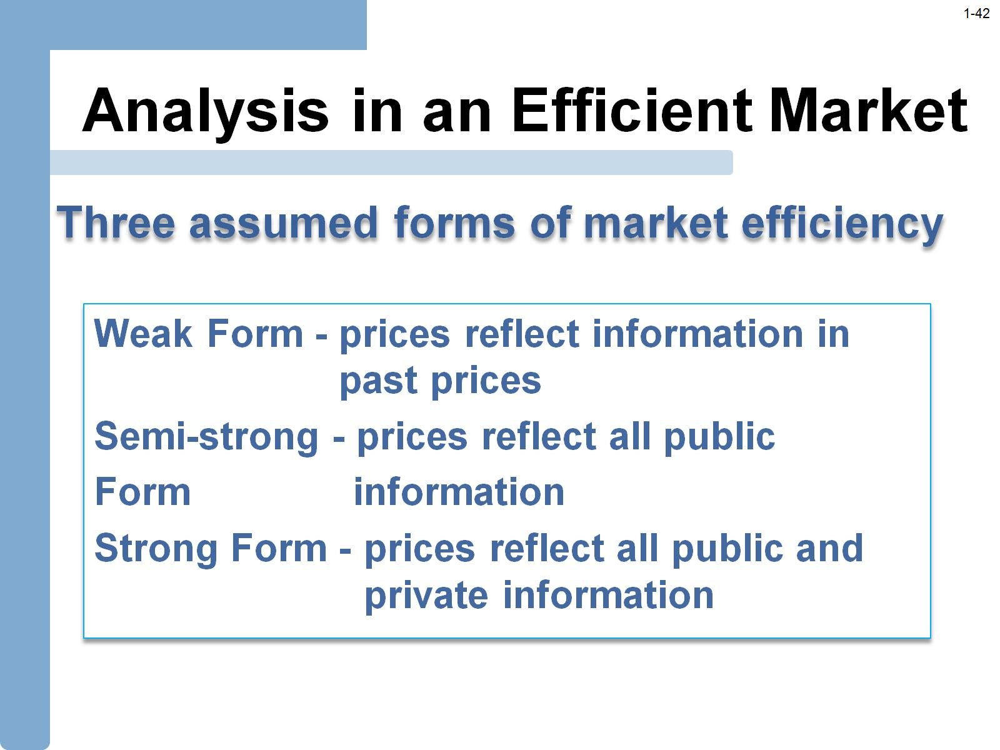 1-42
Analysis in an Efficient Market
Three assumed forms of market efficiency
Weak Form - prices reflect information in
past prices
Semi-strong - prices reflect all public
Form information
Strong Form - prices reflect all public and
private information